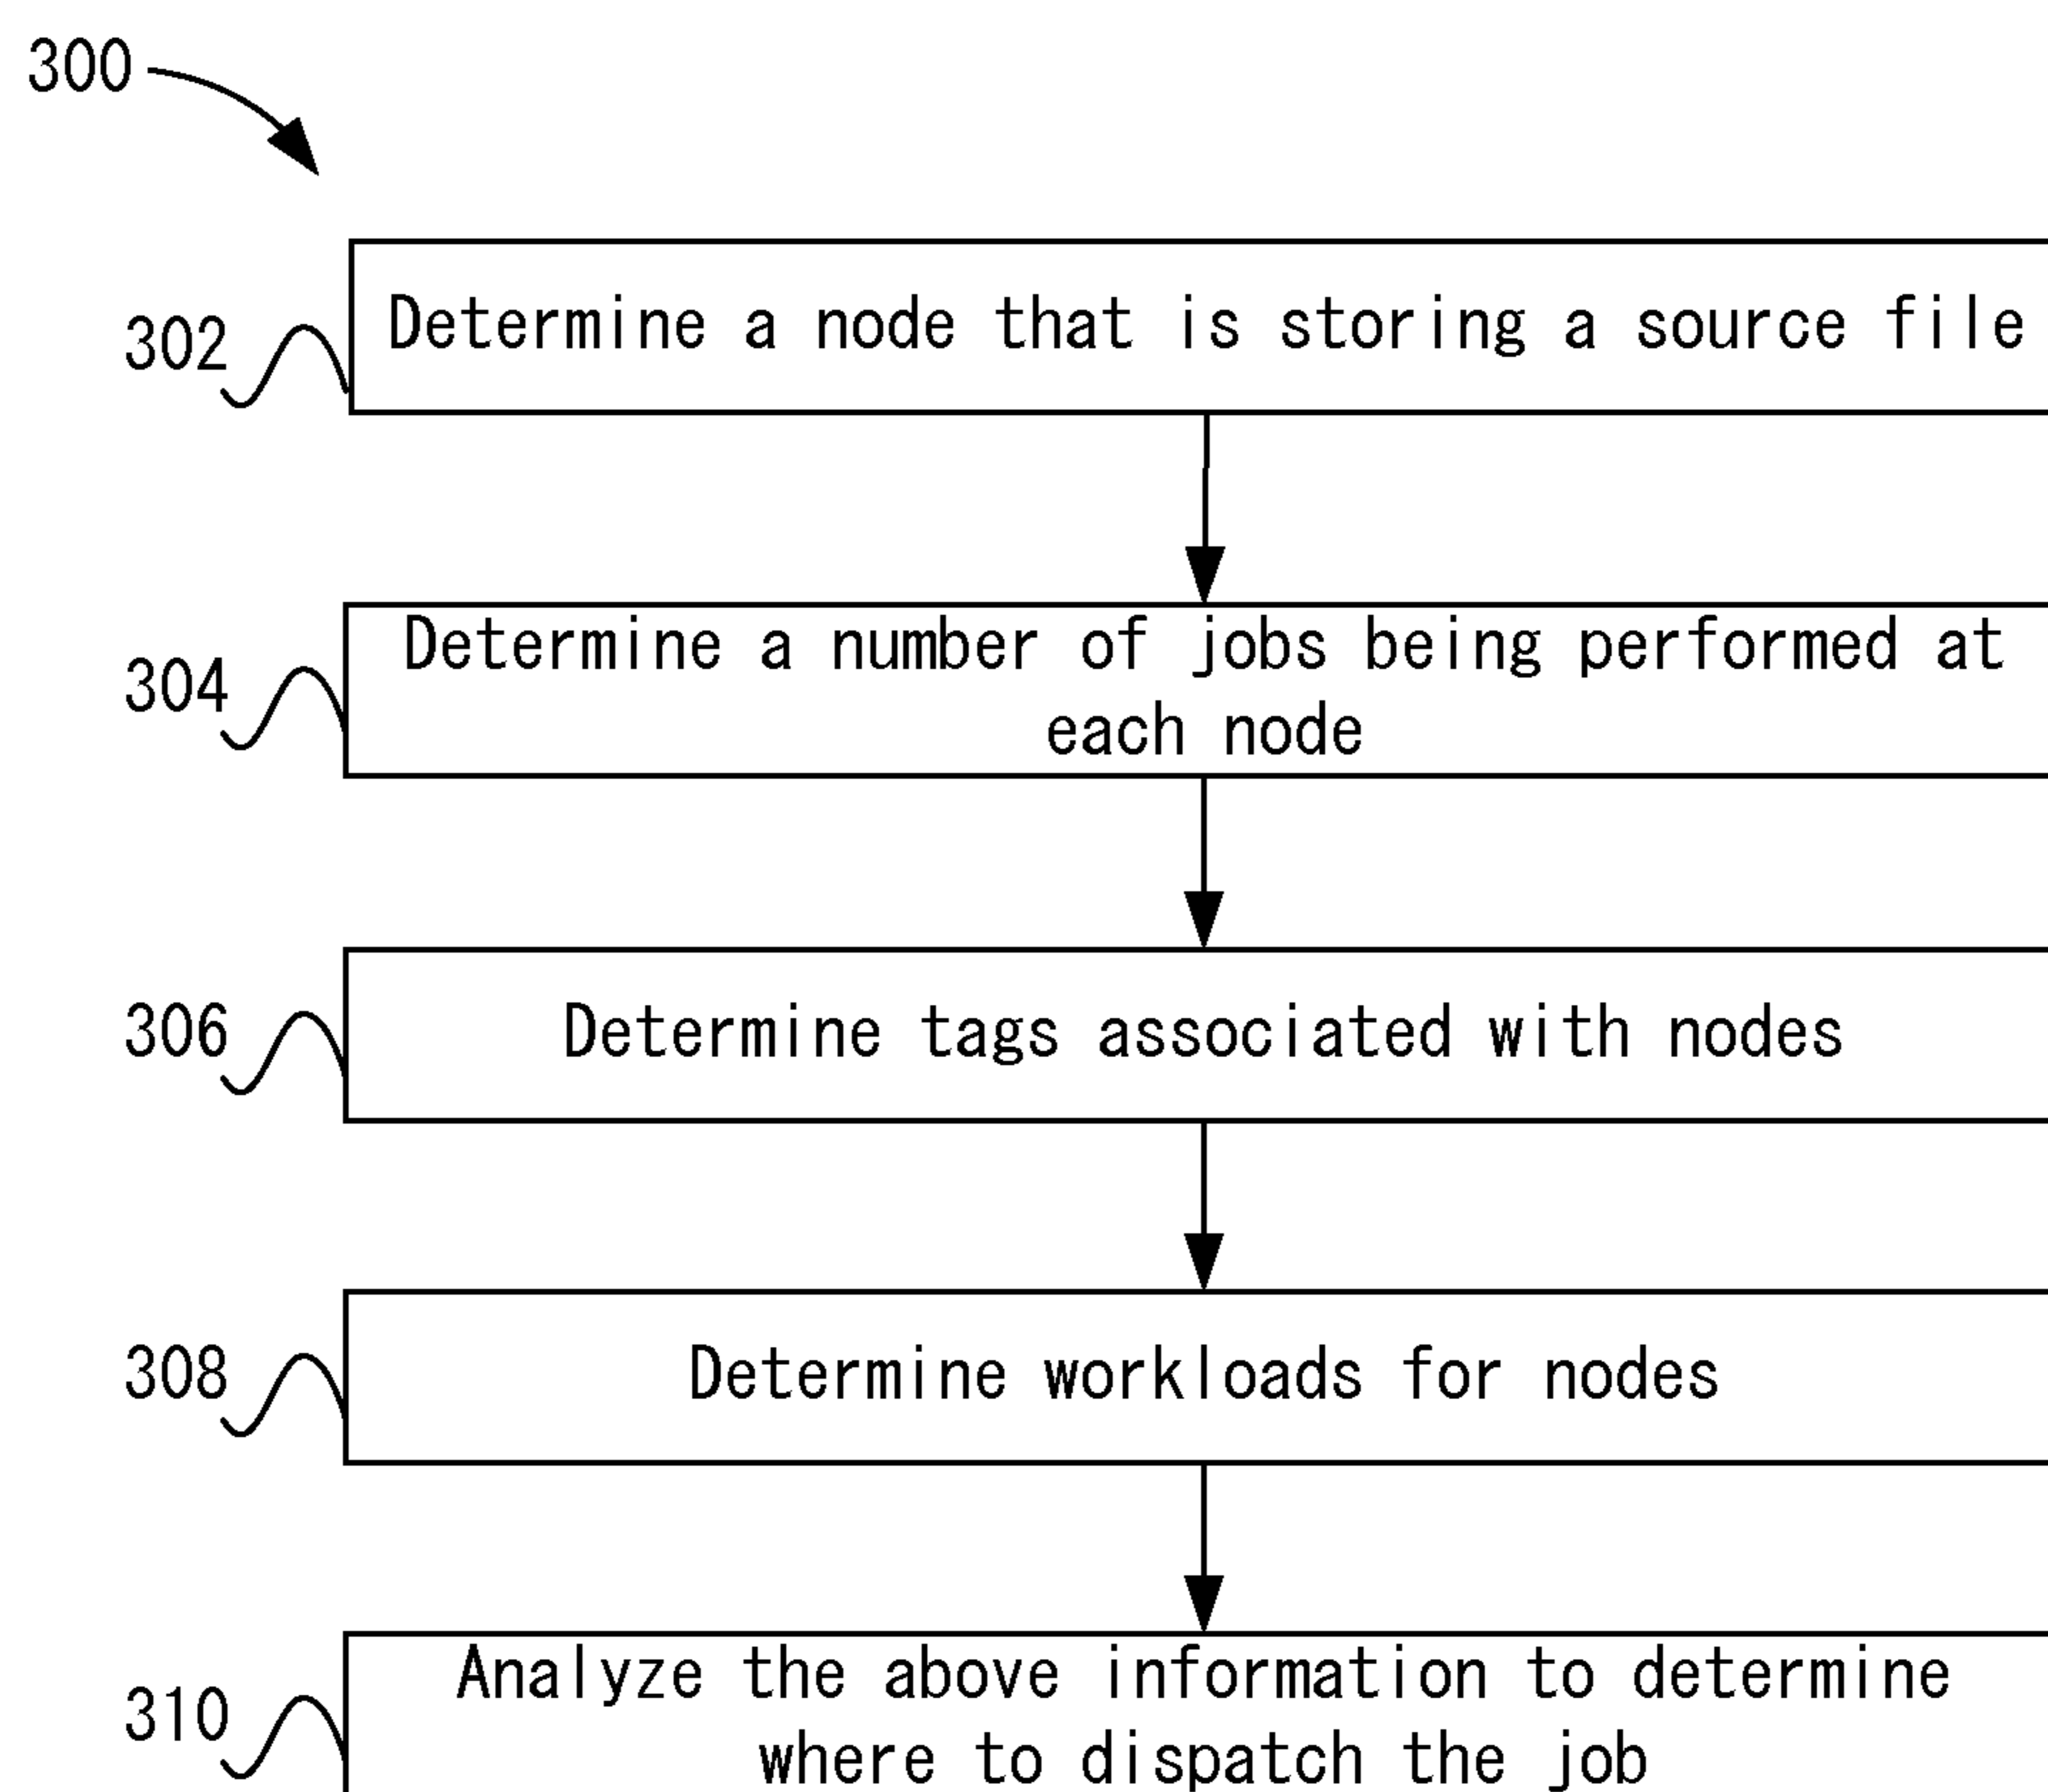 300
302
Determine a node that is storing a source file
304
Determine a number of jobs being performed at
each node
306
Determine tags associated with nodes
308
Determine workloads for nodes
310
Analyze the above information to determine
where to dispatch the job